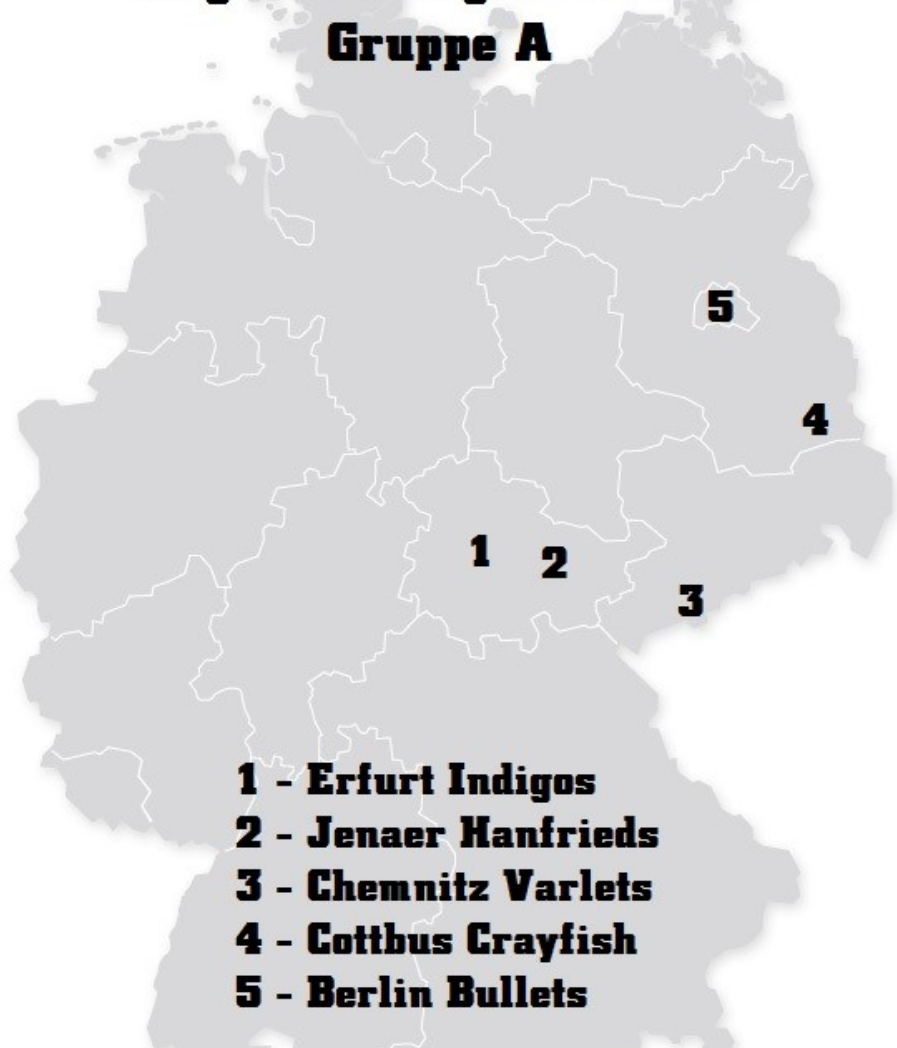 Gruppe A
5
4
1
2
3
1 - Erfurt Indigos
2 - Jenaer Hanfrieds
3 - Chemnitz Varlets
4 - Cottbus Crayfish
5 - Berlin Bullets